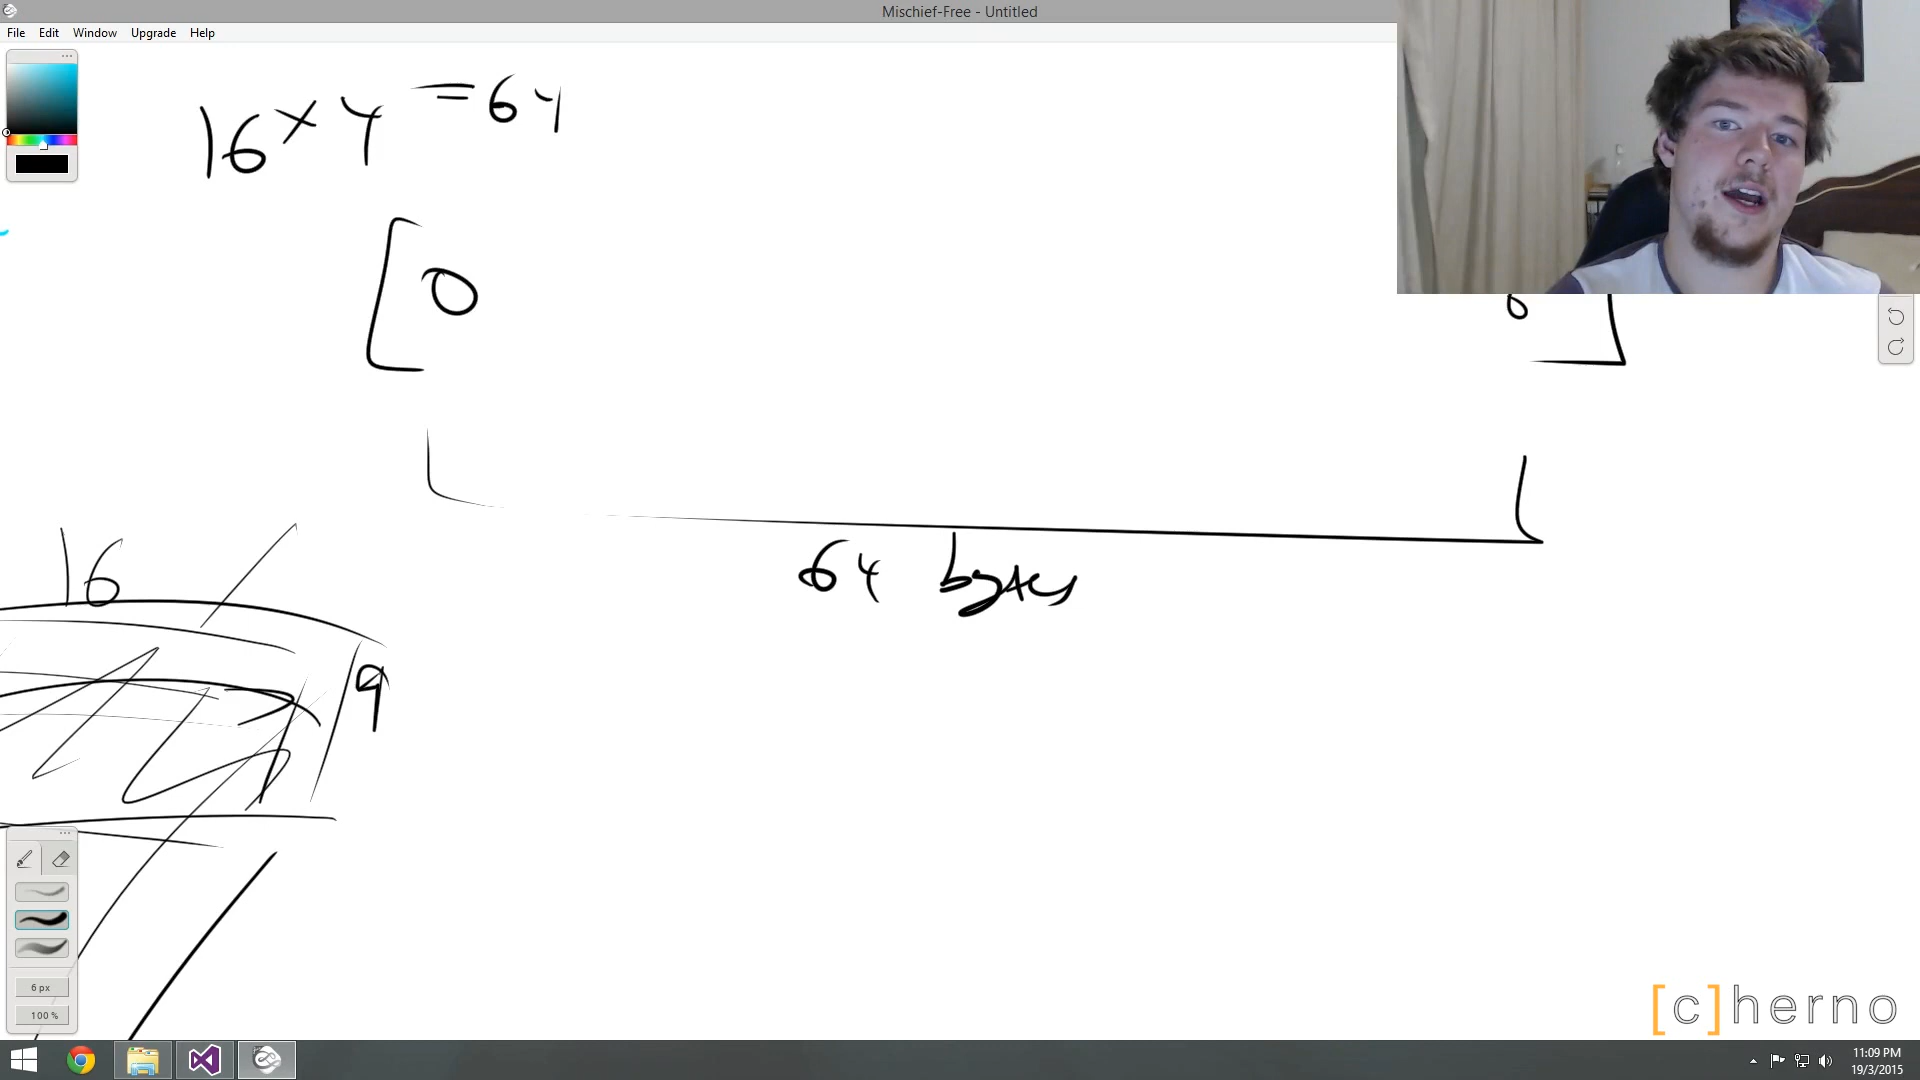 Mischief-Free - Untitled
File Edit Window Upgrade Help
16 x 4 = 64
[ 0
]
64 bytes
16
9
6 px
100 %
[c]herno
11:09 PM
19/3/2015